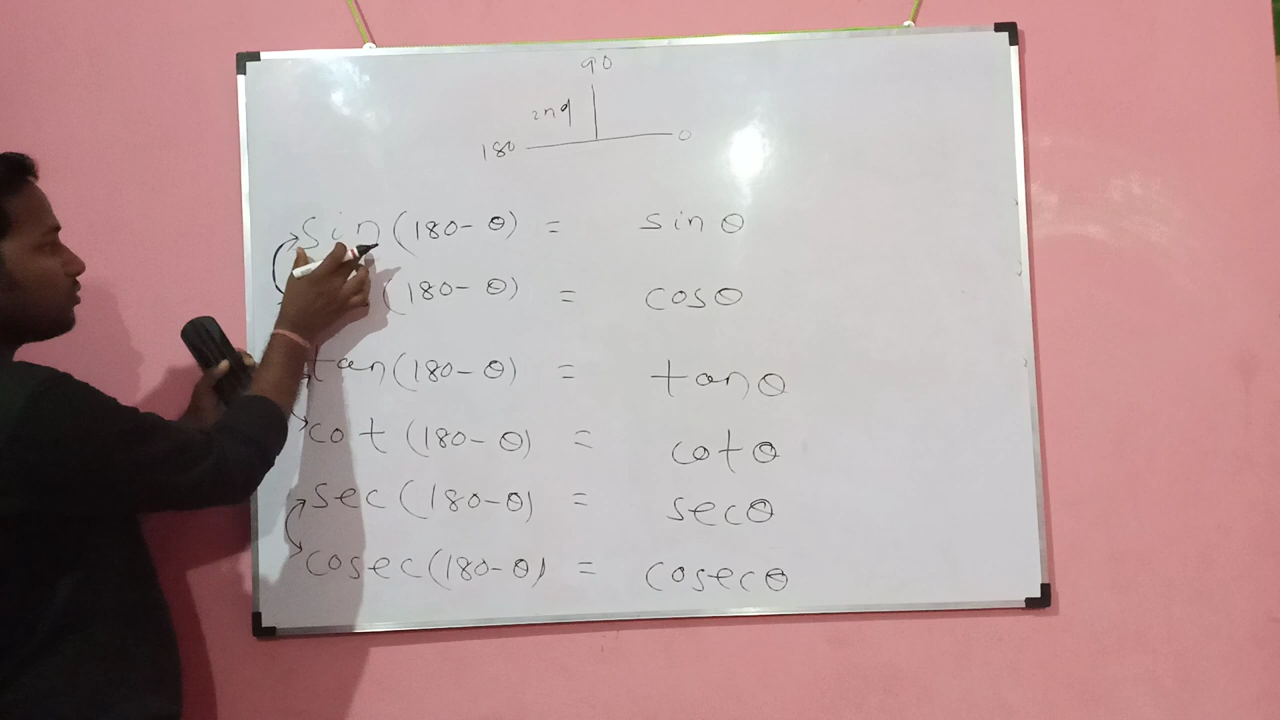 90
2nd
180 0
sin (180-θ) = sin θ
(180-θ) = cosθ
tan (180-θ) = tanθ
cot (180-θ) = cotθ
sec (180-θ) = secθ
cosec (180-θ) = cosecθ